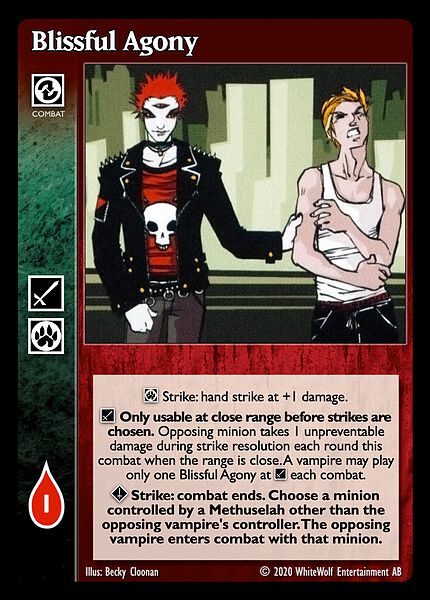 Blissful Agony
COMBAT
Strike: hand strike at +1 damage.
Only usable at close range before strikes are
chosen. Opposing minion takes 1 unpreventable
damage during strike resolution each round this
combat when the range is close. A vampire may play
only one Blissful Agony at each combat.
Strike: combat ends. Choose a minion
controlled by a Methuselah other than the
opposing vampire's controller. The opposing
vampire enters combat with that minion.
1
Illus: Becky Cloonan
© 2020 WhiteWolf Entertainment AB